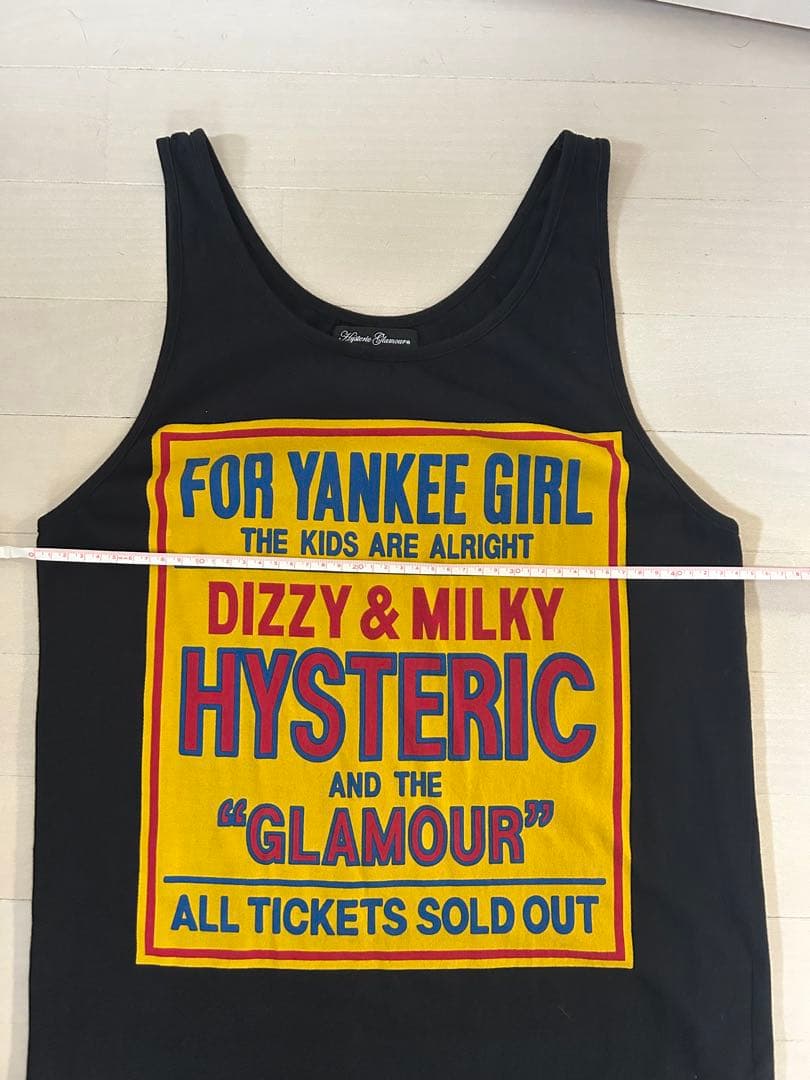 Hysteric Glamour
FOR YANKEE GIRL
THE KIDS ARE ALRIGHT
DIZZY & MILKY
HYSTERIC
AND THE
“GLAMOUR”
ALL TICKETS SOLD OUT